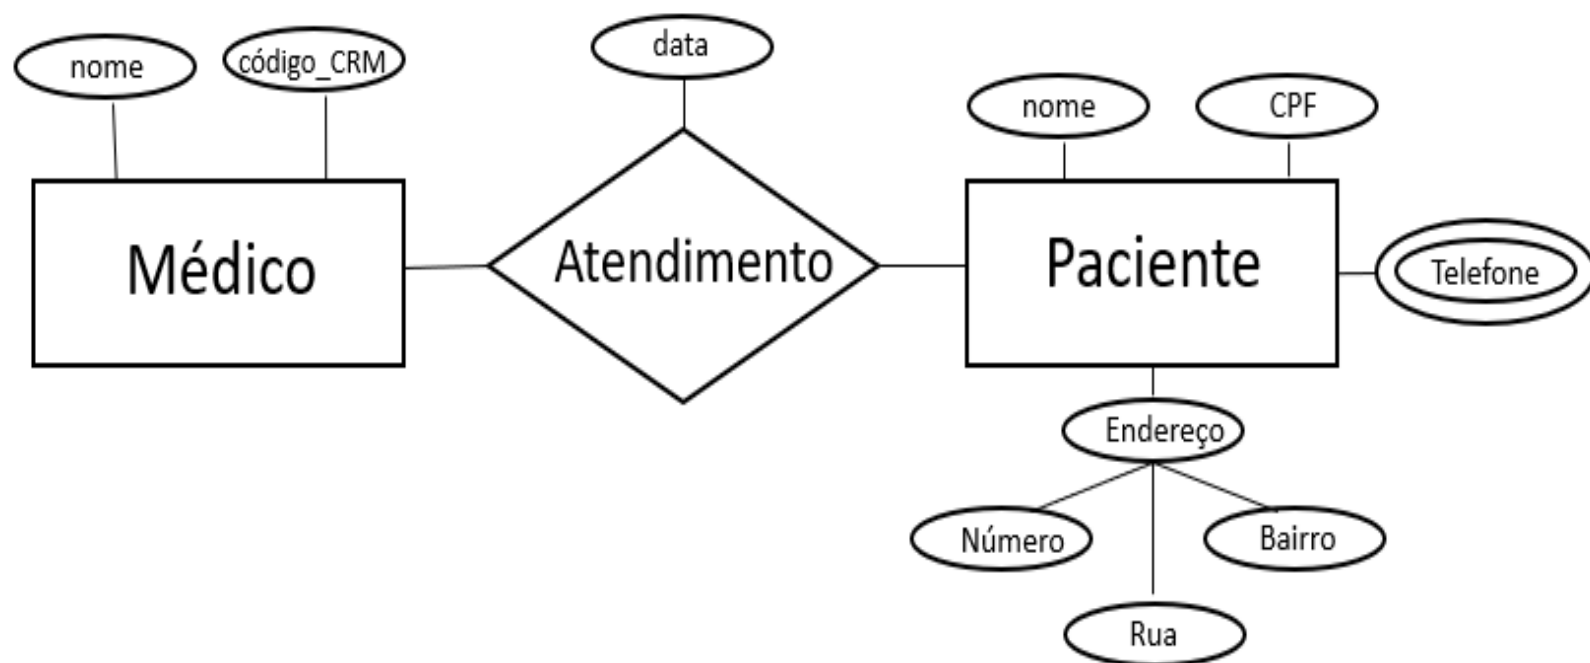 data
nome
código_CRM
nome
CPF
Médico
Atendimento
Paciente
Telefone
Endereço
Número
Bairro
Rua